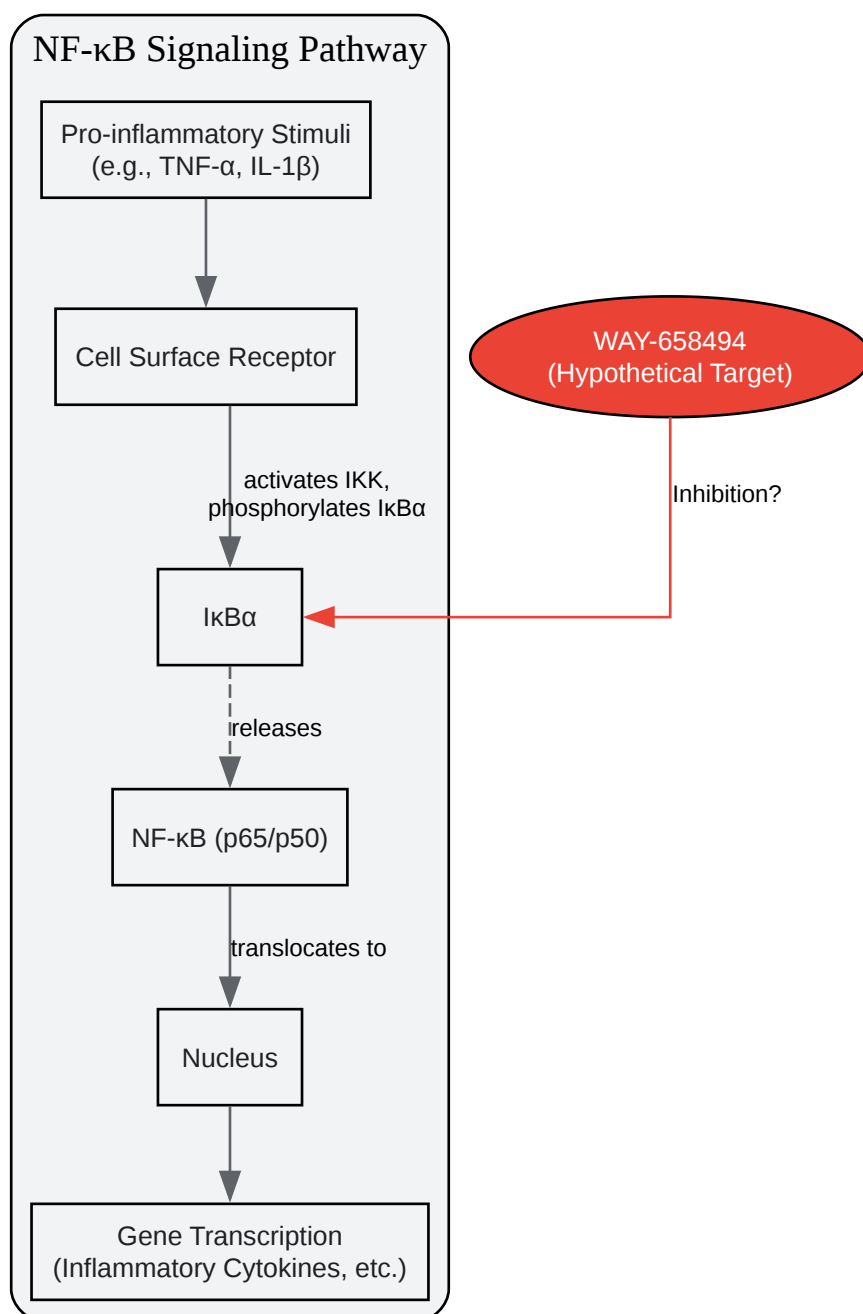 NF-κB Signaling Pathway
Pro-inflammatory Stimuli
(e.g., TNF-α, IL-1β)
Cell Surface Receptor
WAY-658494
(Hypothetical Target)
activates IKK,
phosphorylates IκBα
Inhibition?
IκBα
releases
NF-κB (p65/p50)
translocates to
Nucleus
Gene Transcription
(Inflammatory Cytokines, etc.)